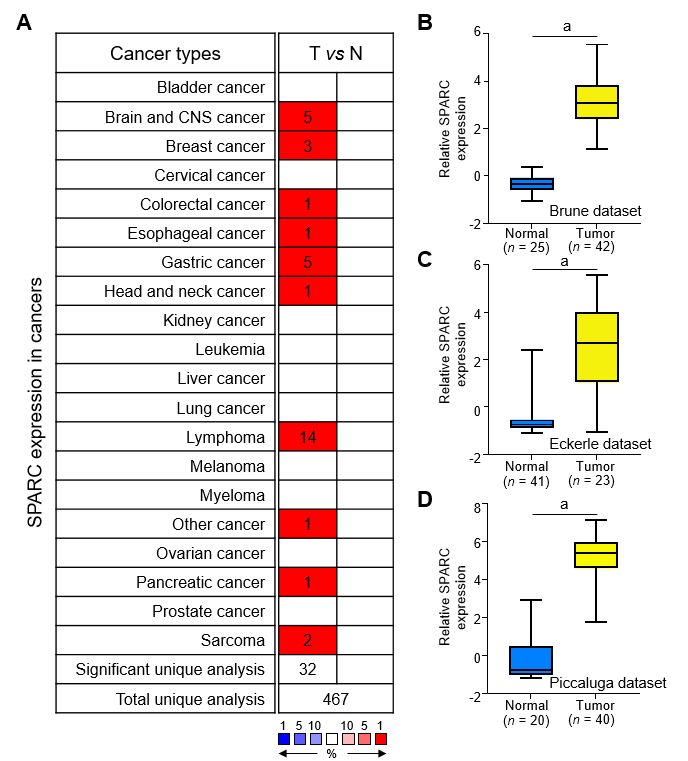 A
SPARC expression in cancers
Cancer types T vs N
Bladder cancer
Brain and CNS cancer 5
Breast cancer 3
Cervical cancer
Colorectal cancer 1
Esophageal cancer 1
Gastric cancer 5
Head and neck cancer 1
Kidney cancer
Leukemia
Liver cancer
Lung cancer
Lymphoma 14
Melanoma
Myeloma
Other cancer 1
Ovarian cancer
Pancreatic cancer 1
Prostate cancer
Sarcoma 2
Significant unique analysis 32
Total unique analysis 467
1 5 10 10 5 1
%
B
Relative SPARC
expression
6
4
2
0
-2
a
Brune dataset
Normal Tumor
(n = 25) (n = 42)
C
Relative SPARC
expression
6
4
2
0
-2
a
Eckerle dataset
Normal Tumor
(n = 41) (n = 23)
D
Relative SPARC
expression
8
6
4
2
0
-2
a
Piccaluga dataset
Normal Tumor
(n = 20) (n = 40)